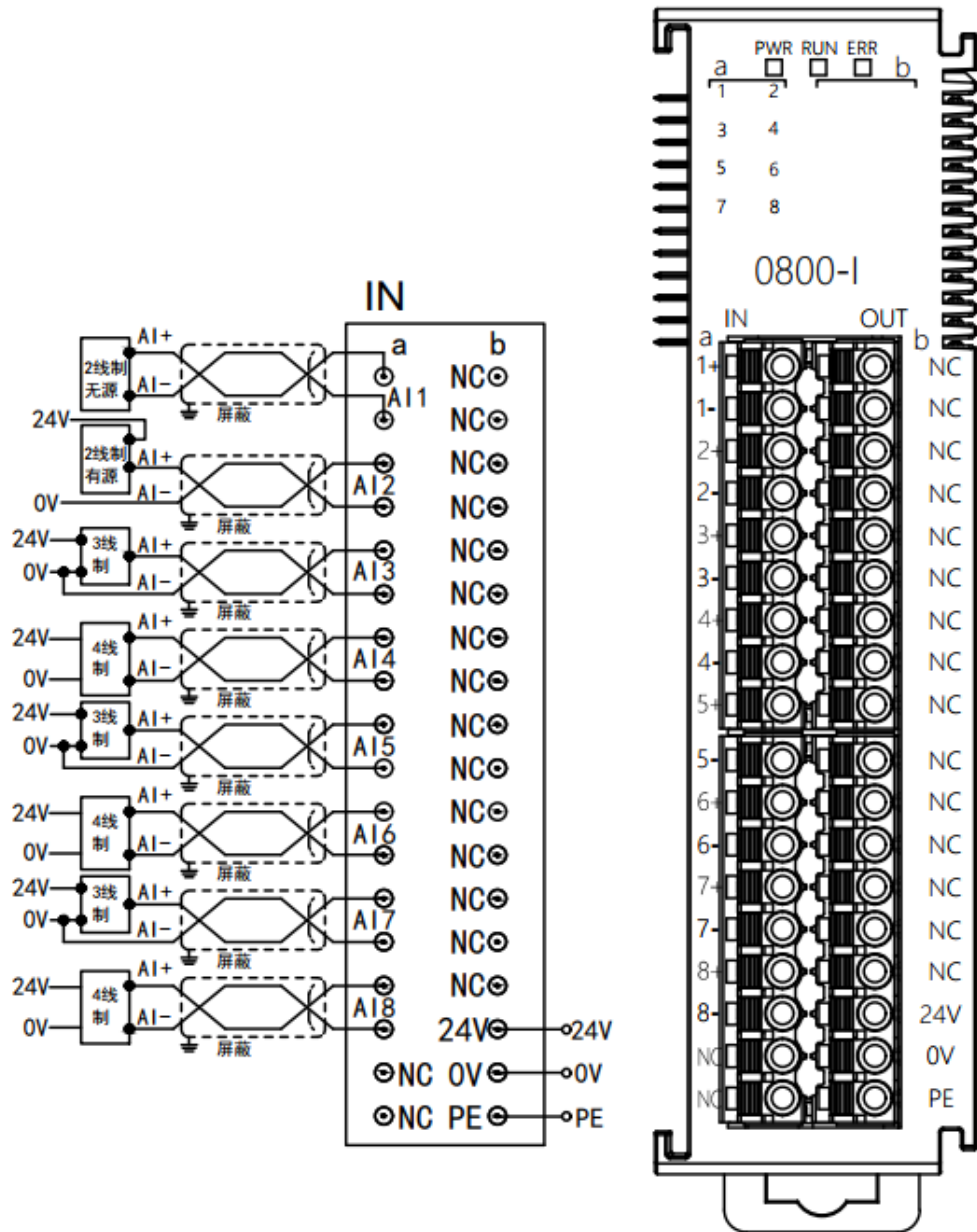 IN
a b
AI+
2线制
无源
AI-
屏蔽
AI1
NC
NC
24V
2线制
有源
AI+
AI-
0V
屏蔽
AI2
NC
NC
24V
0V
3线
制
AI+
AI-
屏蔽
AI3
NC
NC
24V
0V
4线
制
AI+
AI-
屏蔽
AI4
NC
NC
24V
0V
3线
制
AI+
AI-
屏蔽
AI5
NC
NC
24V
0V
4线
制
AI+
AI-
屏蔽
AI6
NC
NC
24V
0V
3线
制
AI+
AI-
屏蔽
AI7
NC
NC
24V
0V
4线
制
AI+
AI-
屏蔽
AI8
NC
24V 24V
NC 0V 0V
NC PE PE
PWR RUN ERR
a b
1 2
3 4
5 6
7 8
0800-I
IN OUT
a b
1+ NC
1- NC
2+ NC
2- NC
3+ NC
3- NC
4+ NC
4- NC
5+ NC
5- NC
6+ NC
6- NC
7+ NC
7- NC
8+ NC
8- 24V
NC 0V
NC PE